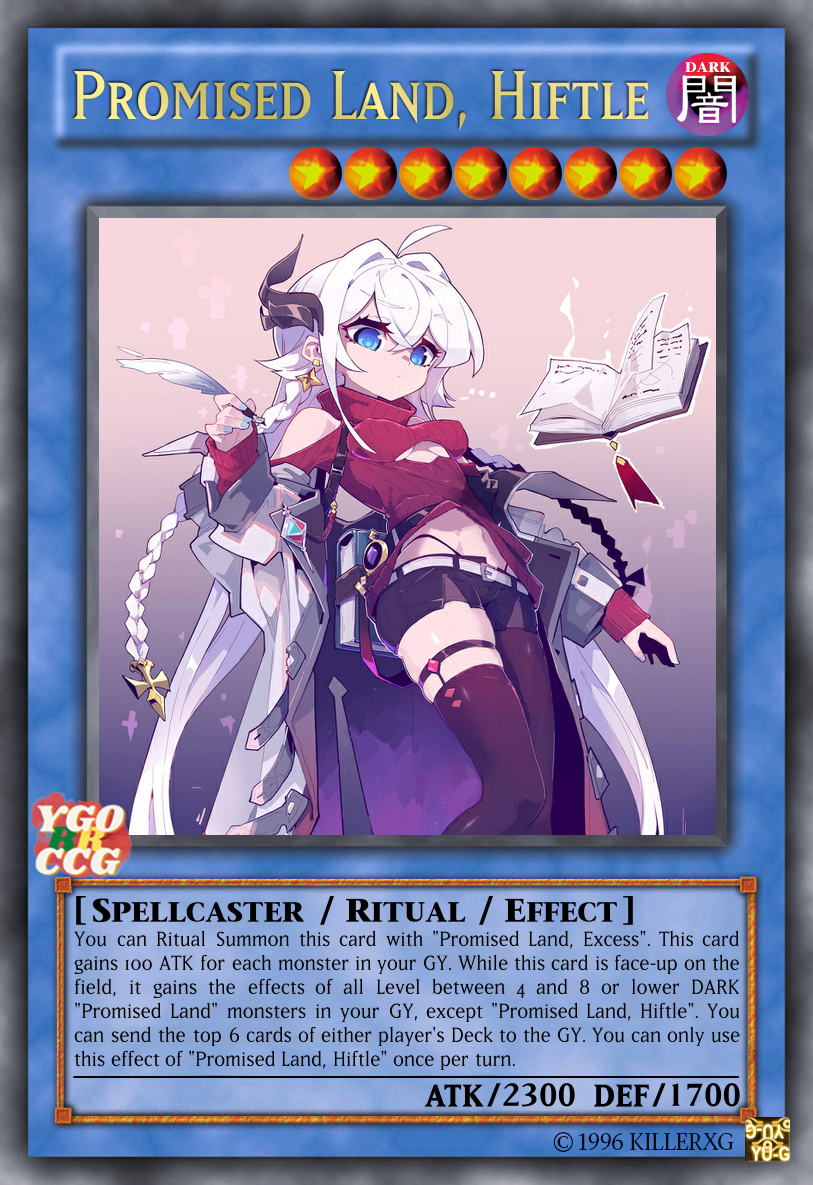 Promised Land, Hiftle
DARK
闇
YGO
RR
CCG
[Spellcaster / Ritual / Effect]
You can Ritual Summon this card with "Promised Land, Excess". This card
gains 100 ATK for each monster in your GY. While this card is face-up on the
field, it gains the effects of all Level between 4 and 8 or lower DARK
"Promised Land" monsters in your GY, except "Promised Land, Hiftle". You
can send the top 6 cards of either player's Deck to the GY. You can only use
this effect of "Promised Land, Hiftle" once per turn.
ATK/2300 DEF/1700
© 1996 KILLERXG